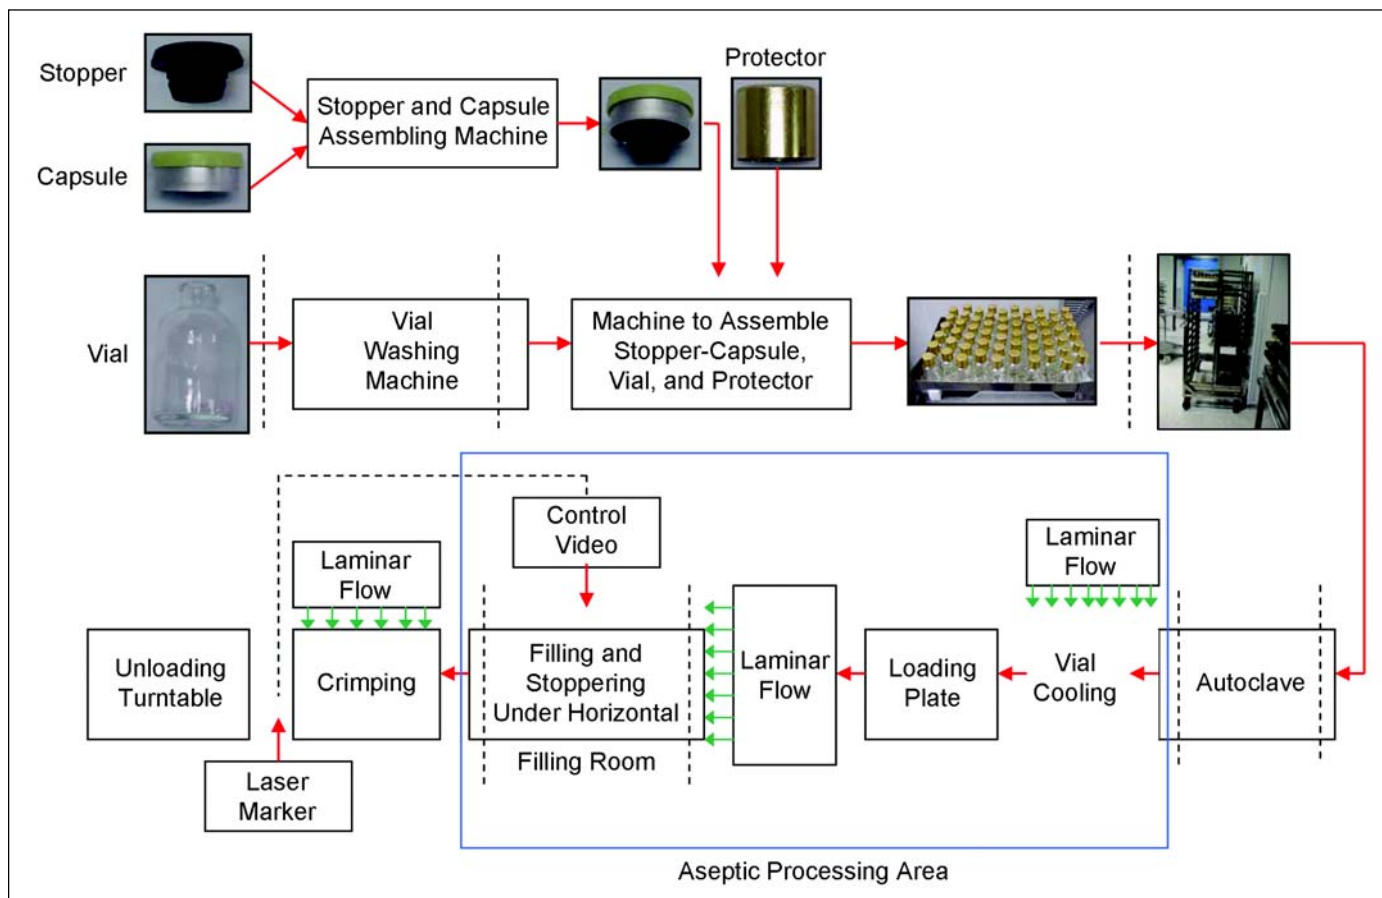 Stopper
Capsule
Stopper and Capsule
Assembling Machine
Protector
Vial
Vial
Washing
Machine
Machine to Assemble
Stopper-Capsule,
Vial, and Protector
Control
Video
Laminar
Flow
Laminar
Flow
Unloading
Turntable
Crimping
Filling and
Stoppering
Under Horizontal
Laminar
Flow
Loading
Plate
Vial
Cooling
Autoclave
Filling Room
Laser
Marker
Aseptic Processing Area